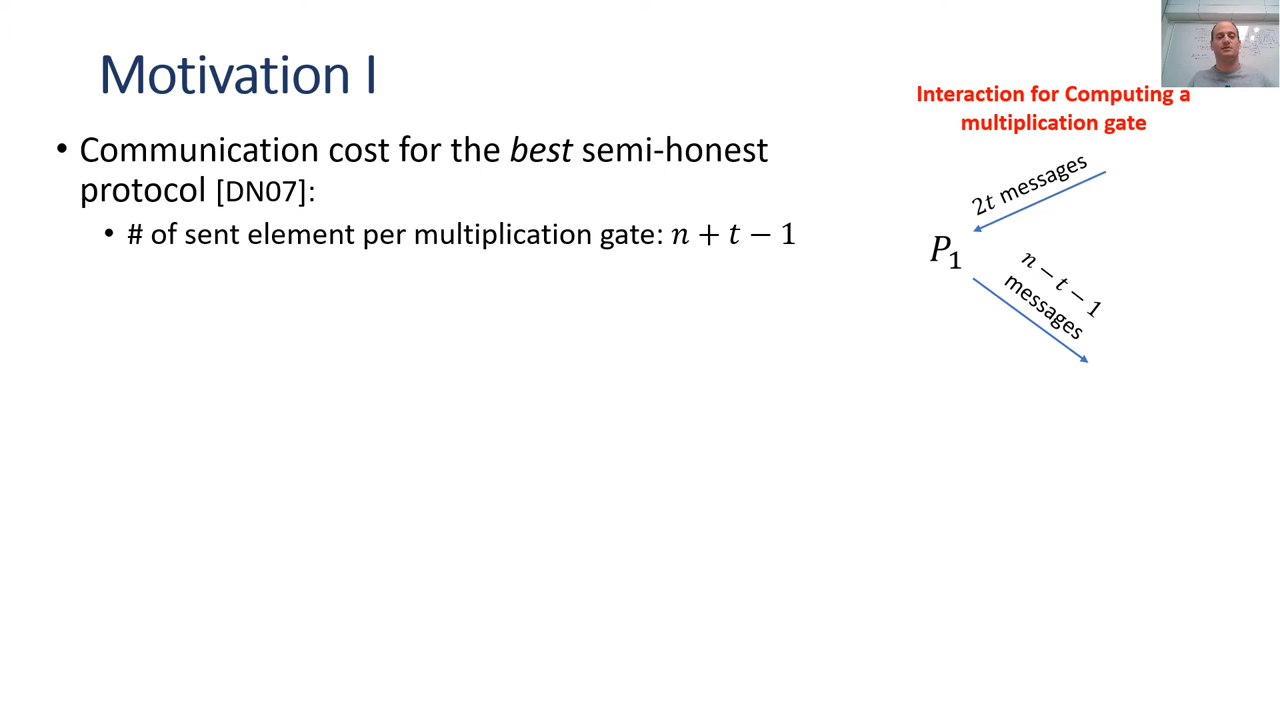 Motivation I
• Communication cost for the best semi-honest
protocol [DN07]:
• # of sent element per multiplication gate: n + t − 1
Interaction for Computing a
multiplication gate
2t messages
P₁
n − t − 1
messages